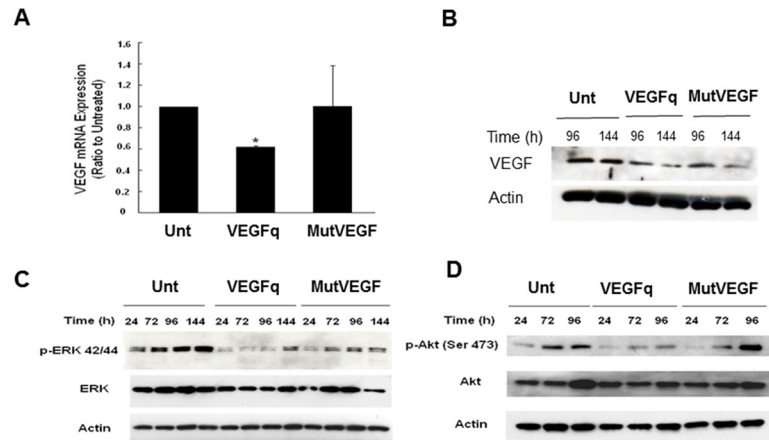 A
VEGF mRNA Expression
(Ratio to Untreated)
1.6
1.4
1.2
1.0
0.8
0.6
0.4
0.2
0
*
Unt VEGFq MutVEGF
B
Unt VEGFq MutVEGF
Time (h) 96 144 96 144 96 144
VEGF
Actin
C
Unt VEGFq MutVEGF
Time (h) 24 72 96 144 24 72 96 144 24 72 96 144
p-ERK 42/44
ERK
Actin
D
Unt VEGFq MutVEGF
Time (h) 24 72 96 24 72 96 24 72 96
p-Akt (Ser 473)
Akt
Actin